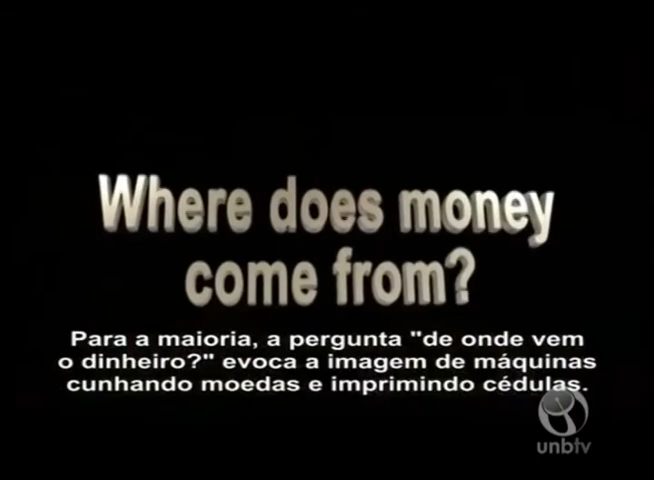 Where does money
come from?
Para a maioria, a pergunta "de onde vem
o dinheiro?" evoca a imagem de máquinas
cunhando moedas e imprimindo cédulas.
unbtv